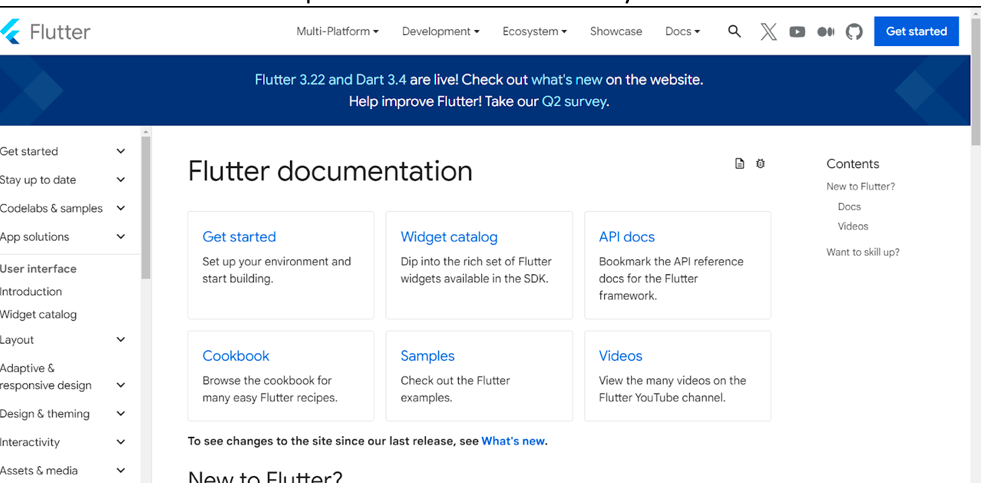 Flutter
Multi-Platform
Development
Ecosystem
Showcase
Docs
Get started
Flutter 3.22 and Dart 3.4 are live! Check out what's new on the website.
Help improve Flutter! Take our Q2 survey.
Get started
Stay up to date
Codelabs & samples
App solutions
User interface
Introduction
Widget catalog
Layout
Adaptive &
responsive design
Design & theming
Interactivity
Assets & media
Flutter documentation
Get started
Set up your environment and
start building.
Widget catalog
Dip into the rich set of Flutter
widgets available in the SDK.
API docs
Bookmark the API reference
docs for the Flutter
framework.
Cookbook
Browse the cookbook for
many easy Flutter recipes.
Samples
Check out the Flutter
examples.
Videos
View the many videos on the
Flutter YouTube channel.
To see changes to the site since our last release, see What's new.
New to Flutter?
Contents
New to Flutter?
Docs
Videos
Want to skill up?